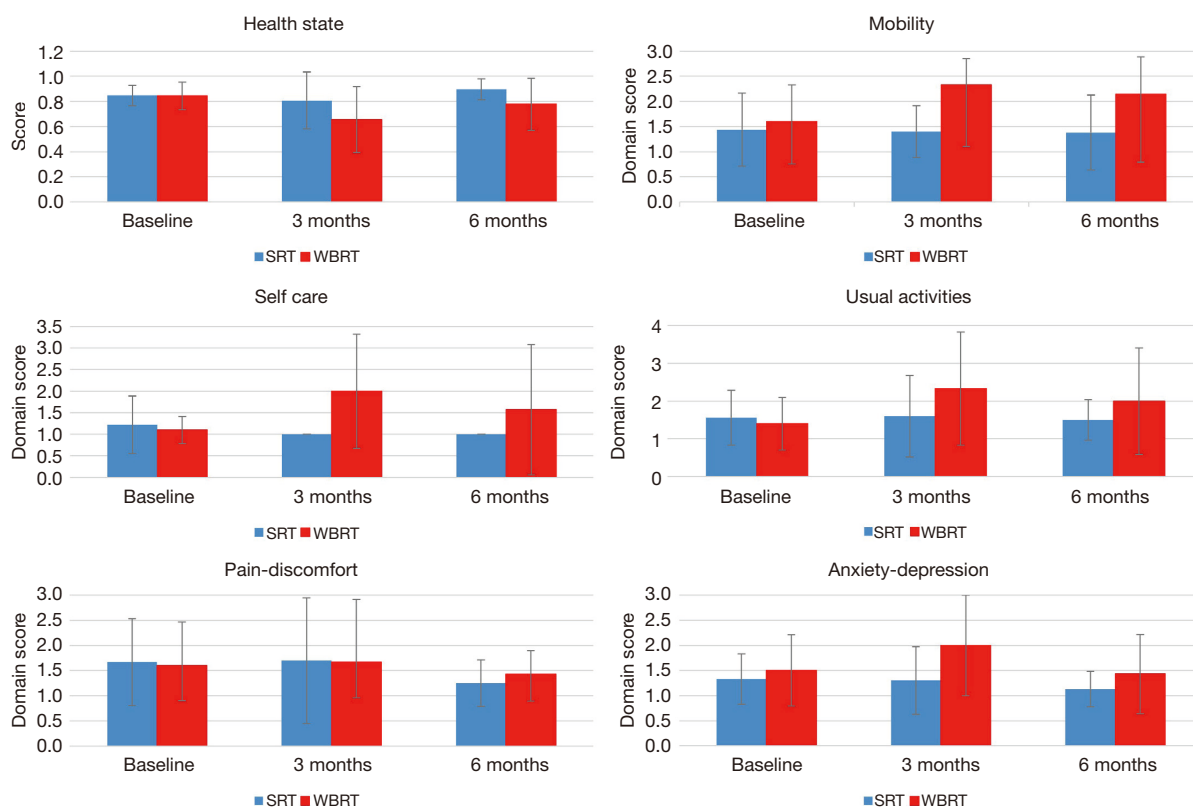 Health state
Score
1.2
1.0
0.8
0.6
0.4
0.2
0.0
Baseline 3 months 6 months
SRT WBRT
Mobility
Domain score
3.0
2.5
2.0
1.5
1.0
0.5
0.0
Baseline 3 months 6 months
SRT WBRT
Self care
Domain score
3.5
3.0
2.5
2.0
1.5
1.0
0.5
0.0
Baseline 3 months 6 months
SRT WBRT
Usual activities
Domain score
4
3
2
1
0
Baseline 3 months 6 months
SRT WBRT
Pain-discomfort
Domain score
3.0
2.5
2.0
1.5
1.0
0.5
0.0
Baseline 3 months 6 months
SRT WBRT
Anxiety-depression
Domain score
3.0
2.5
2.0
1.5
1.0
0.5
0.0
Baseline 3 months 6 months
SRT WBRT